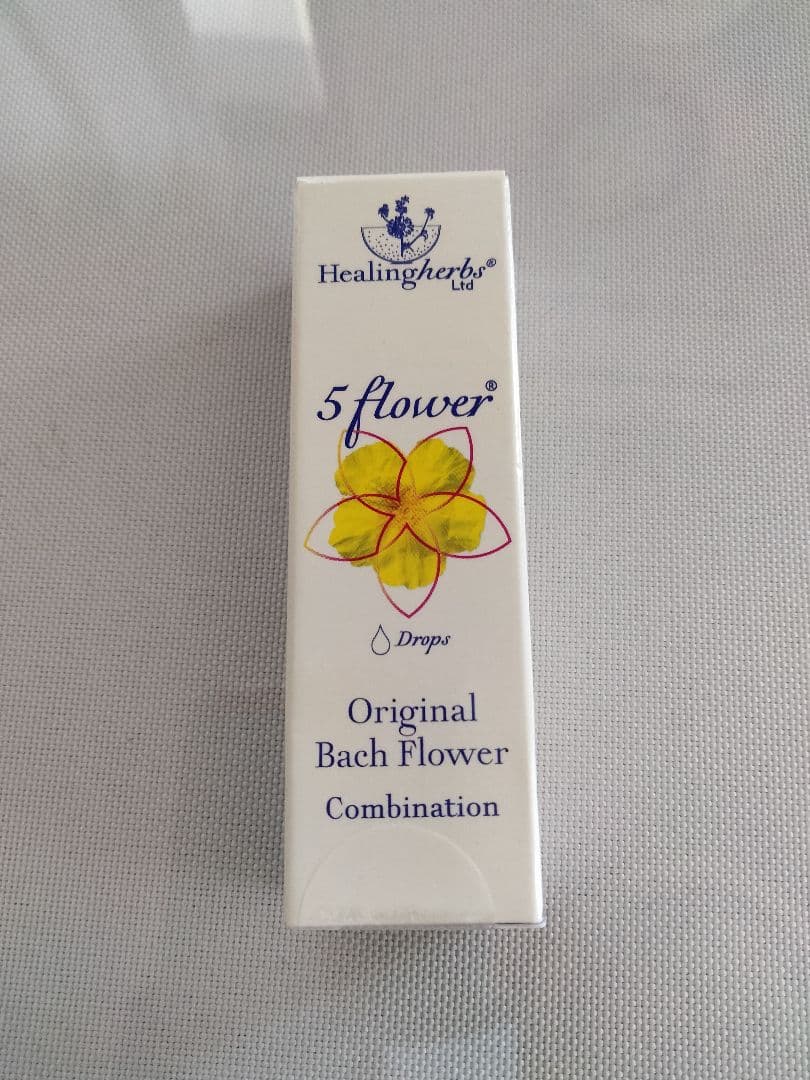 Healingherbs®
Ltd
5 flower®
Drops
Original
Bach Flower
Combination